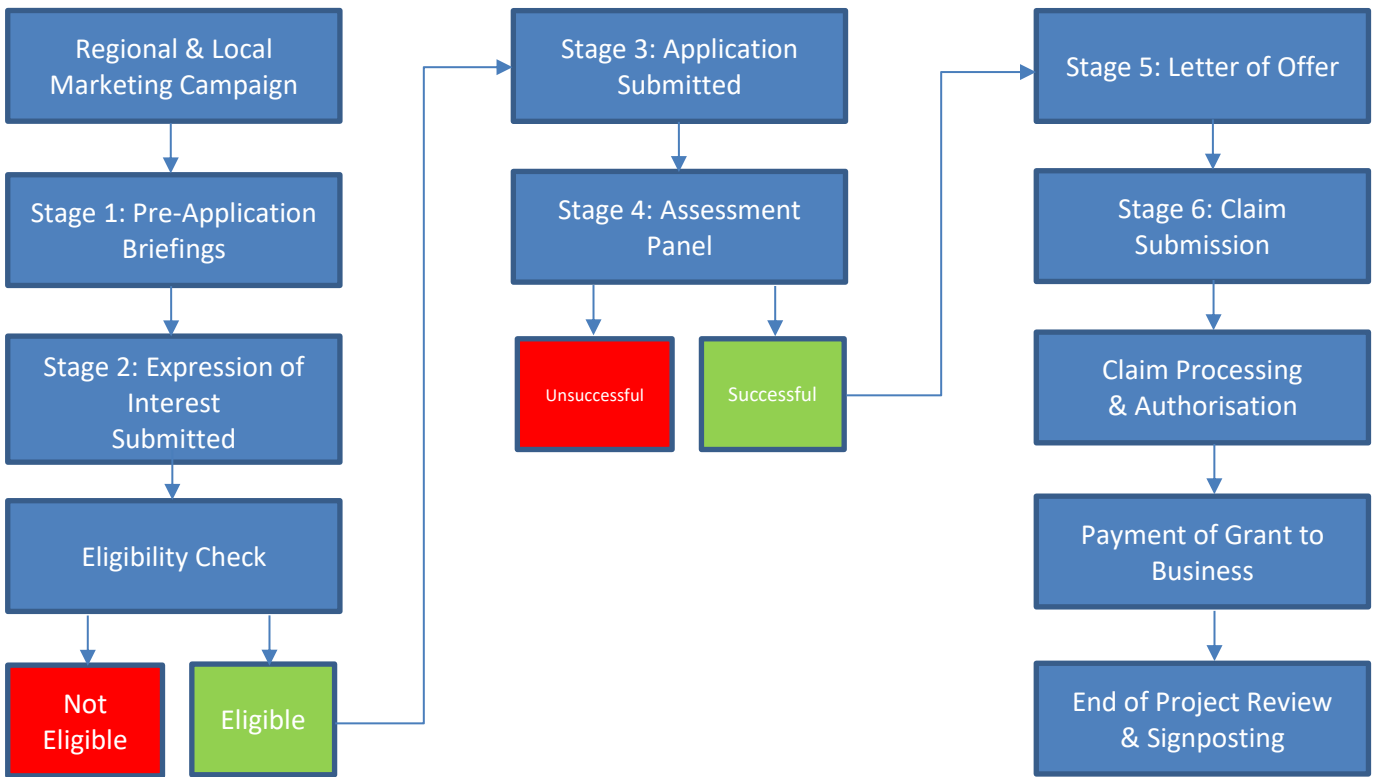 Regional & Local
Marketing Campaign
Stage 1: Pre-Application
Briefings
Stage 2: Expression of
Interest
Submitted
Eligibility Check
Not
Eligible
Eligible
Stage 3: Application
Submitted
Stage 4: Assessment
Panel
Unsuccessful
Successful
Stage 5: Letter of Offer
Stage 6: Claim
Submission
Claim Processing
& Authorisation
Payment of Grant to
Business
End of Project Review
& Signposting